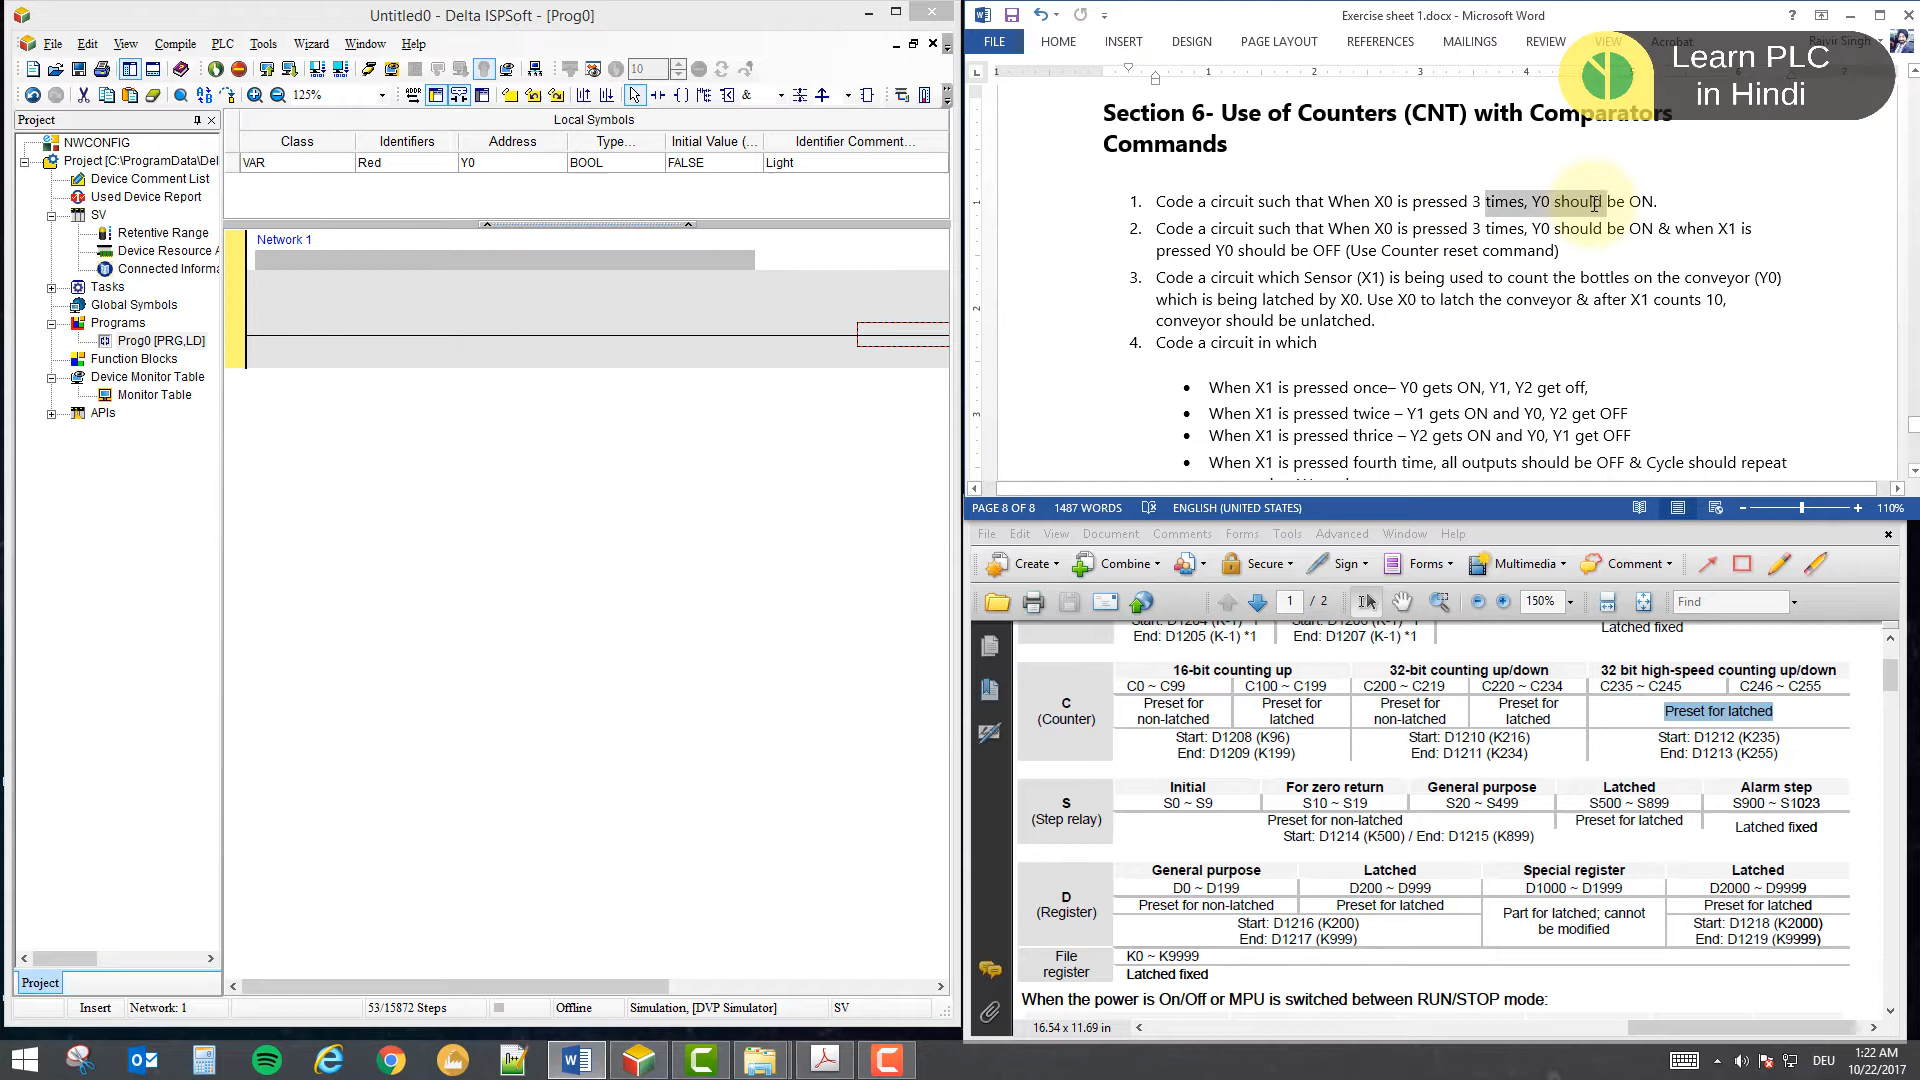 Untitled0 - Delta ISPSoft - [Prog0]
File Edit View Compile PLC Tools Wizard Window Help
10
125%
Project
NWCONFIG
Project [C:\ProgramData\Del
Device Comment List
Used Device Report
SV
Retentive Range
Device Resource A
Connected Informa
Tasks
Global Symbols
Programs
Prog0 [PRG,LD]
Function Blocks
Device Monitor Table
Monitor Table
APIs
Project
Local Symbols
Class Identifiers Address Type... Initial Value (... Identifier Comment...
VAR Red Y0 BOOL FALSE Light
Network 1
Insert Network: 1 53/15872 Steps Offline Simulation, [DVP Simulator] SV
Exercise sheet 1.docx - Microsoft Word
FILE HOME INSERT DESIGN PAGE LAYOUT REFERENCES MAILINGS REVIEW VIEW Acrobat Rajvir Singh
Learn PLC
in Hindi
Section 6- Use of Counters (CNT) with Comparators
Commands
1. Code a circuit such that When X0 is pressed 3 times, Y0 should be ON.
2. Code a circuit such that When X0 is pressed 3 times, Y0 should be ON & when X1 is
pressed Y0 should be OFF (Use Counter reset command)
3. Code a circuit which Sensor (X1) is being used to count the bottles on the conveyor (Y0)
which is being latched by X0. Use X0 to latch the conveyor & after X1 counts 10,
conveyor should be unlatched.
4. Code a circuit in which
• When X1 is pressed once– Y0 gets ON, Y1, Y2 get off,
• When X1 is pressed twice – Y1 gets ON and Y0, Y2 get OFF
• When X1 is pressed thrice – Y2 gets ON and Y0, Y1 get OFF
• When X1 is pressed fourth time, all outputs should be OFF & Cycle should repeat
PAGE 8 OF 8 1487 WORDS ENGLISH (UNITED STATES) 110%
File Edit View Document Comments Forms Tools Advanced Window Help
Create Combine Secure Sign Forms Multimedia Comment
1 / 2 150% Find
End: D1205 (K-1) *1 End: D1207 (K-1) *1 Latched fixed
C
(Counter)
16-bit counting up 32-bit counting up/down 32 bit high-speed counting up/down
C0 ~ C99 C100 ~ C199 C200 ~ C219 C220 ~ C234 C235 ~ C245 C246 ~ C255
Preset for Preset for Preset for Preset for Preset for latched
non-latched latched non-latched latched
Start: D1208 (K96) Start: D1210 (K216) Start: D1212 (K235)
End: D1209 (K199) End: D1211 (K234) End: D1213 (K255)
S
(Step relay)
Initial For zero return General purpose Latched Alarm step
S0 ~ S9 S10 ~ S19 S20 ~ S499 S500 ~ S899 S900 ~ S1023
Preset for non-latched Preset for latched Latched fixed
Start: D1214 (K500) / End: D1215 (K899)
D
(Register)
General purpose Latched Special register Latched
D0 ~ D199 D200 ~ D999 D1000 ~ D1999 D2000 ~ D9999
Preset for non-latched Preset for latched Part for latched; cannot be modified Preset for latched
Start: D1216 (K200) Start: D1218 (K2000)
End: D1217 (K999) End: D1219 (K9999)
File
register
K0 ~ K9999
Latched fixed
When the power is On/Off or MPU is switched between RUN/STOP mode:
16.54 x 11.69 in
DEU
1:22 AM
10/22/2017